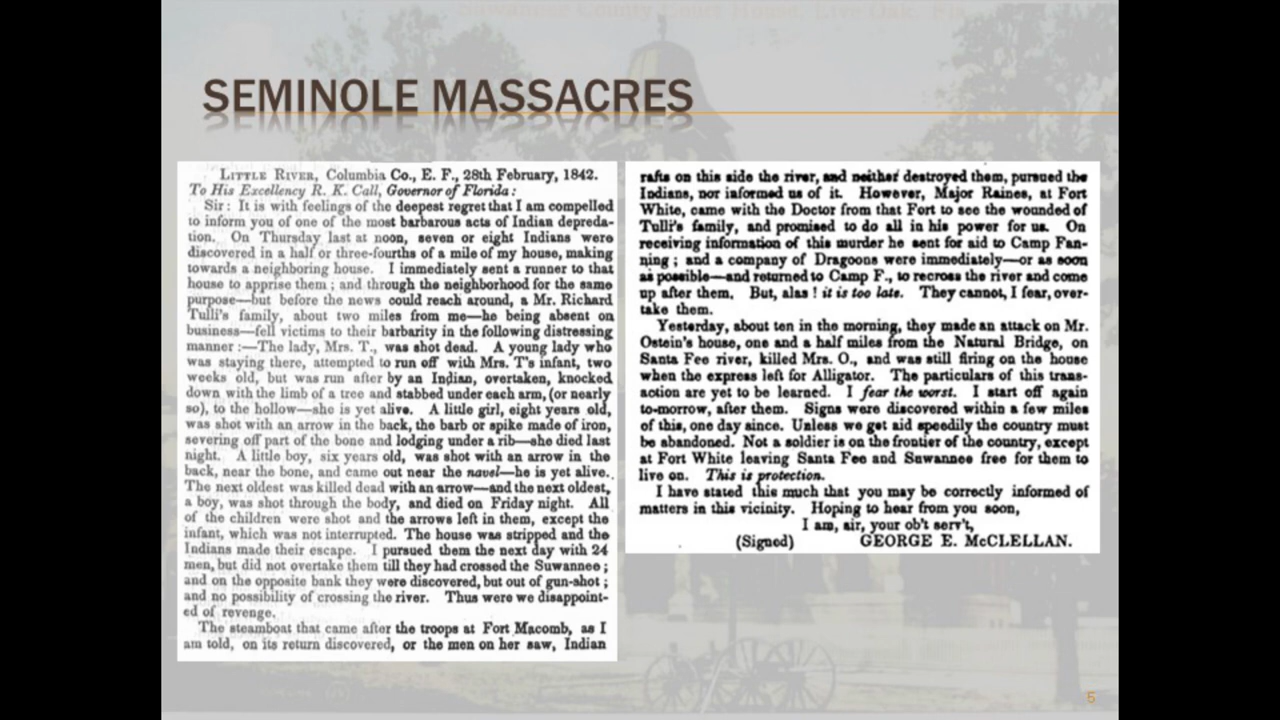 Suwannee County Court House, Live Oak, Fla.
SEMINOLE MASSACRES
LITTLE RIVER, Columbia Co., E. F., 28th February, 1842.
To His Excellency R. K. Call, Governor of Florida:
Sir: It is with feelings of the deepest regret that I am compelled
to inform you of one of the most barbarous acts of Indian depreda-
tion. On Thursday last at noon, seven or eight Indians were
discovered in a half or three-fourths of a mile of my house, making
towards a neighboring house. I immediately sent a runner to that
house to apprise them; and through the neighborhood for the same
purpose—but before the news could reach around, a Mr. Richard
Tulli's family, about two miles from me—he being absent on
business—fell victims to their barbarity in the following distressing
manner:—The lady, Mrs. T., was shot dead. A young lady who
was staying there, attempted to run off with Mrs. T's infant, two
weeks old, but was run after by an Indian, overtaken, knocked
down with the limb of a tree and stabbed under each arm, (or nearly
so), to the hollow—she is yet alive. A little girl, eight years old,
was shot with an arrow in the back, the barb or spike made of iron,
severing off part of the bone and lodging under a rib—she died last
night. A little boy, six years old, was shot with an arrow in the
back, near the bone, and came out near the navel—he is yet alive.
The next oldest was killed dead with an arrow—and the next oldest,
a boy, was shot through the body, and died on Friday night. All
of the children were shot and the arrows left in them, except the
infant, which was not interrupted. The house was stripped and the
Indians made their escape. I pursued them the next day with 24
men, but did not overtake them till they had crossed the Suwannee;
and on the opposite bank they were discovered, but out of gun-shot;
and no possibility of crossing the river. Thus were we disappoint-
ed of revenge.
The steamboat that came after the troops at Fort Macomb, as I
am told, on its return discovered, or the men on her saw, Indian
rafts on this side the river, and neither destroyed them, pursued the
Indians, nor informed us of it. However, Major Raines, at Fort
White, came with the Doctor from that Fort to see the wounded of
Tulli's family, and promised to do all in his power for us. On
receiving information of this murder he sent for aid to Camp Fan-
ning; and a company of Dragoons were immediately—or as soon
as possible—and returned to Camp F., to recross the river and come
up after them. But, alas! it is too late. They cannot, I fear, over-
take them.
Yesterday, about ten in the morning, they made an attack on Mr.
Ostein's house, one and a half miles from the Natural Bridge, on
Santa Fee river, killed Mrs. O., and was still firing on the house
when the express left for Alligator. The particulars of this trans-
action are yet to be learned. I fear the worst. I start off again
to-morrow, after them. Signs were discovered within a few miles
of this, one day since. Unless we get aid speedily the country must
be abandoned. Not a soldier is on the frontier of the country, except
at Fort White leaving Santa Fee and Suwannee free for them to
live on. This is protection.
I have stated this much that you may be correctly informed of
matters in this vicinity. Hoping to hear from you soon,
I am, sir, your ob't serv't,
(Signed) GEORGE E. McCLELLAN.
5